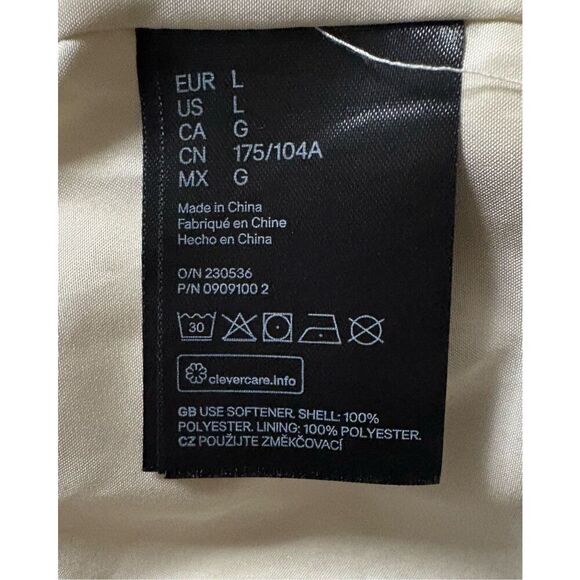 EUR L
US L
CA G
CN 175/104A
MX G
Made in China
Fabriqué en Chine
Hecho en China
O/N 230536
P/N 0909100 2
30
clevercare.info
GB USE SOFTENER. SHELL: 100%
POLYESTER. LINING: 100% POLYESTER.
CZ POUŽIJTE ZMĚKČOVACÍ